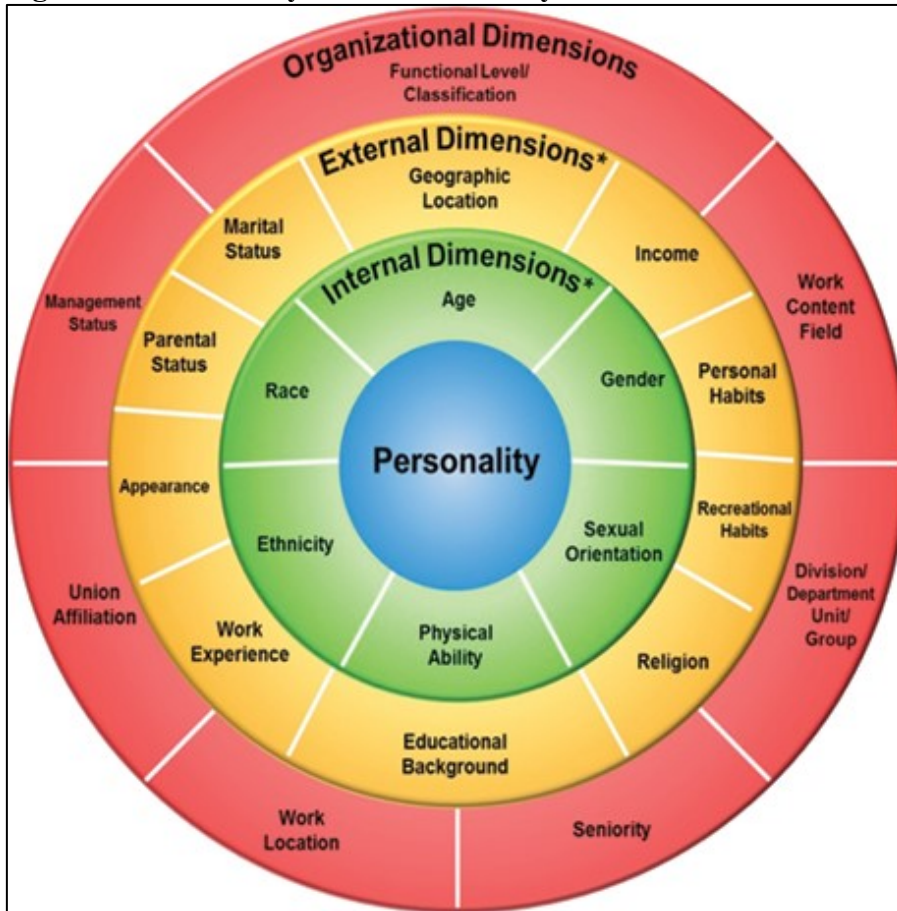 Organizational Dimensions
Functional Level/
Classification
External Dimensions*
Geographic
Location
Marital
Status
Income
Internal Dimensions*
Age
Management
Status
Work
Content
Field
Parental
Status
Personal
Habits
Race
Gender
Personality
Appearance
Recreational
Habits
Ethnicity
Sexual
Orientation
Union
Affiliation
Division/
Department
Unit/
Group
Work
Experience
Physical
Ability
Religion
Educational
Background
Work
Location
Seniority